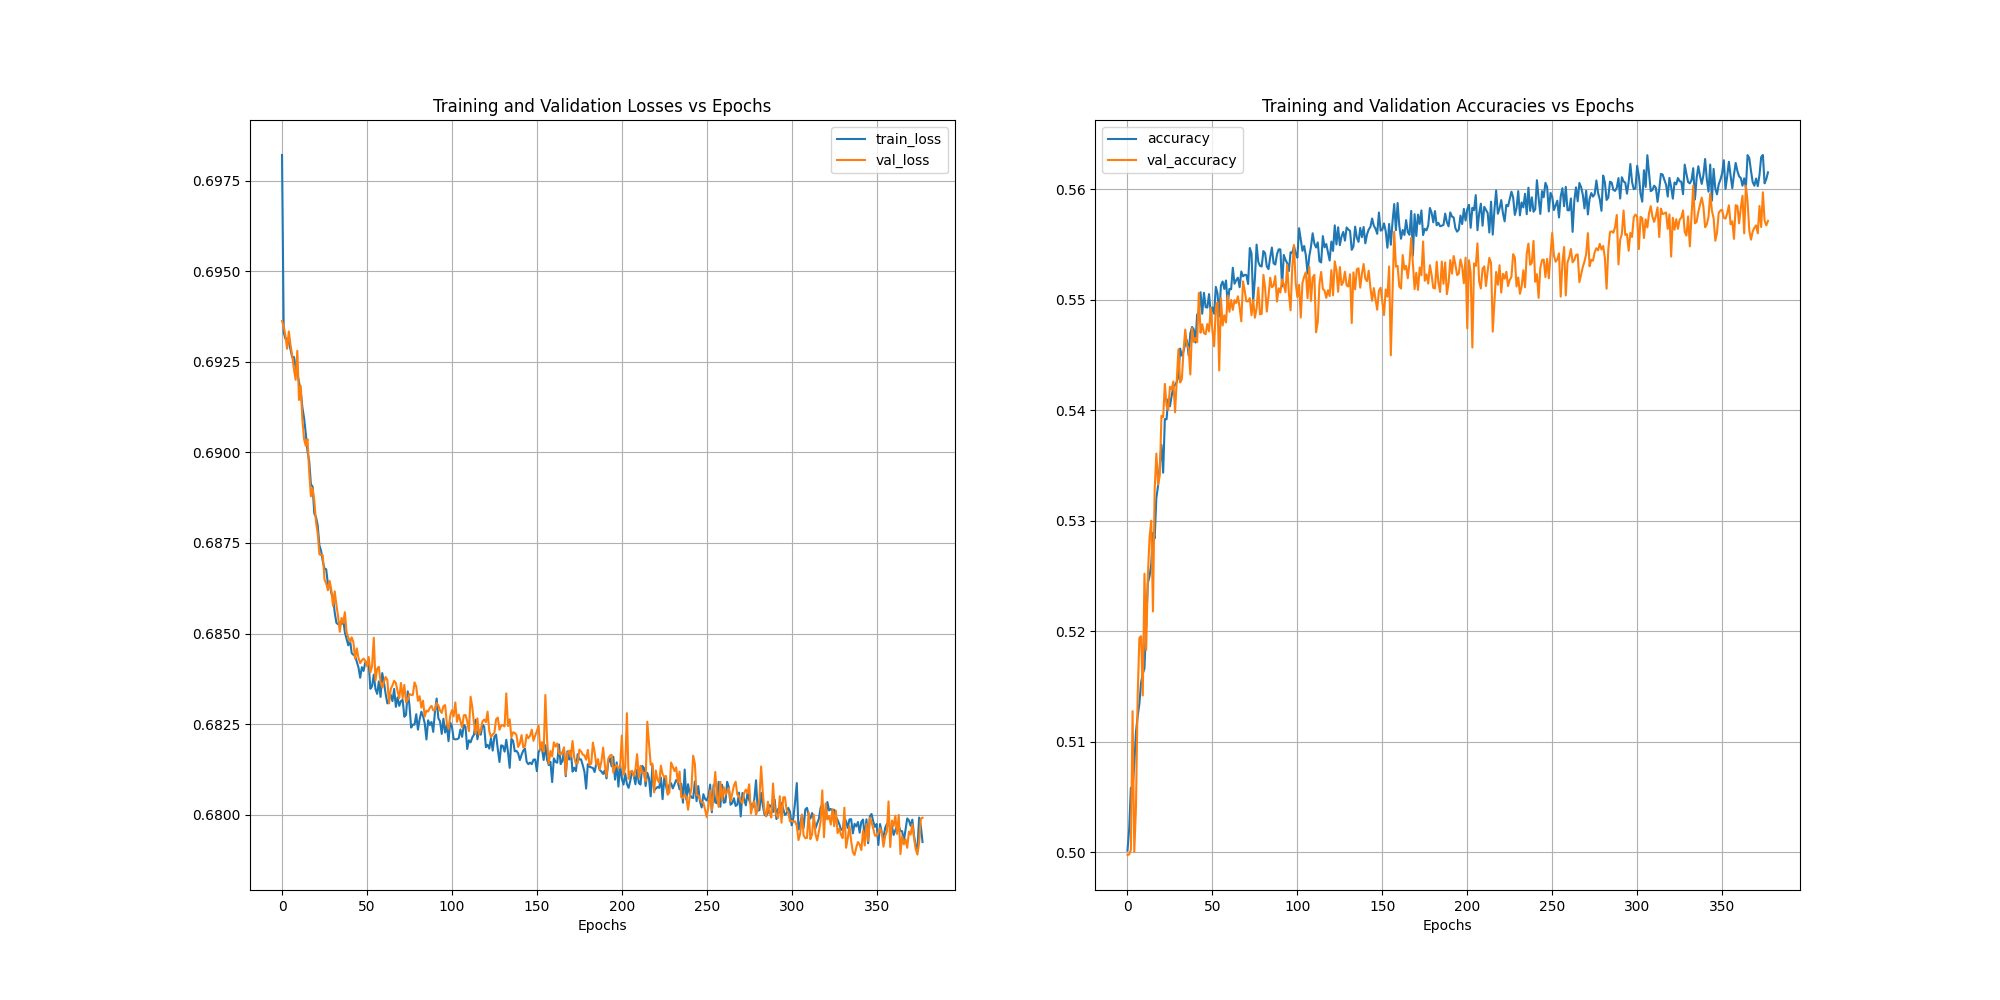 Training and Validation Losses vs Epochs
train_loss
val_loss
0.6975
0.6950
0.6925
0.6900
0.6875
0.6850
0.6825
0.6800
0 50 100 150 200 250 300 350
Epochs
Training and Validation Accuracies vs Epochs
accuracy
val_accuracy
0.56
0.55
0.54
0.53
0.52
0.51
0.50
0 50 100 150 200 250 300 350
Epochs